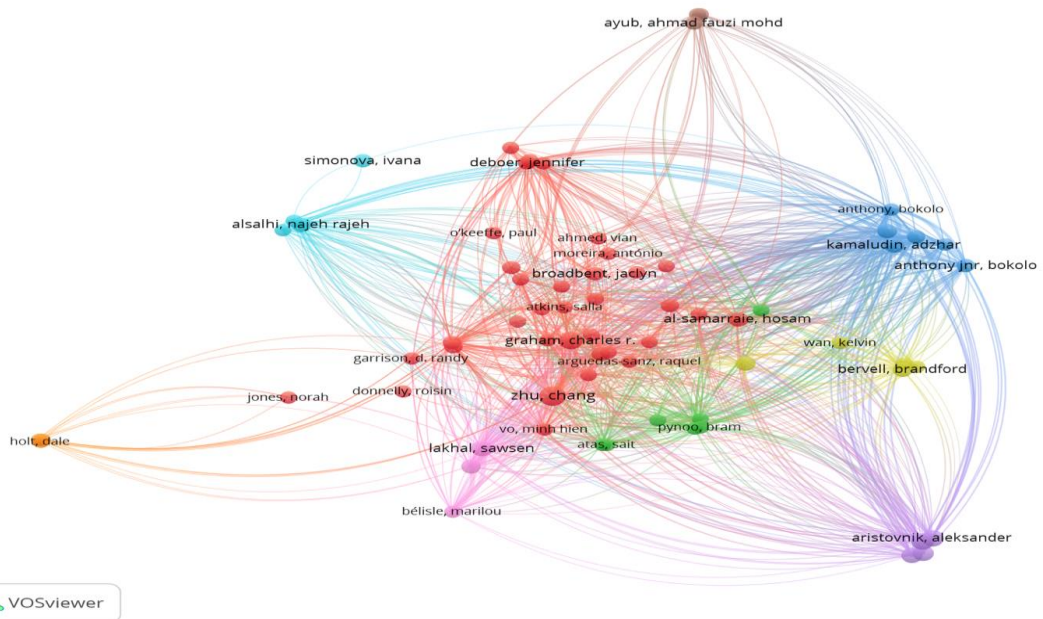 ayub, ahmad fauzi mohd
simonova, ivana
deboer, jennifer
alsalhi, najeh rajeh
anthony, bokolo
o'keeffe, paul
ahmed, vian
kamaludin, adzhar
moreira, antónio
anthony jnr, bokolo
broadbent, jaclyn
atkins, salla
al-samarraie, hosam
graham, charles r.
wan, kelvin
garrison, d. randy
arguedas-sanz, raquel
bervell, brandford
donnelly, roisin
jones, norah
zhu, chang
vo, minh hien
pynoo, bram
holt, dale
lakhal, sawsen
atas, sait
bélisle, marilou
aristovnik, aleksander
VOSviewer